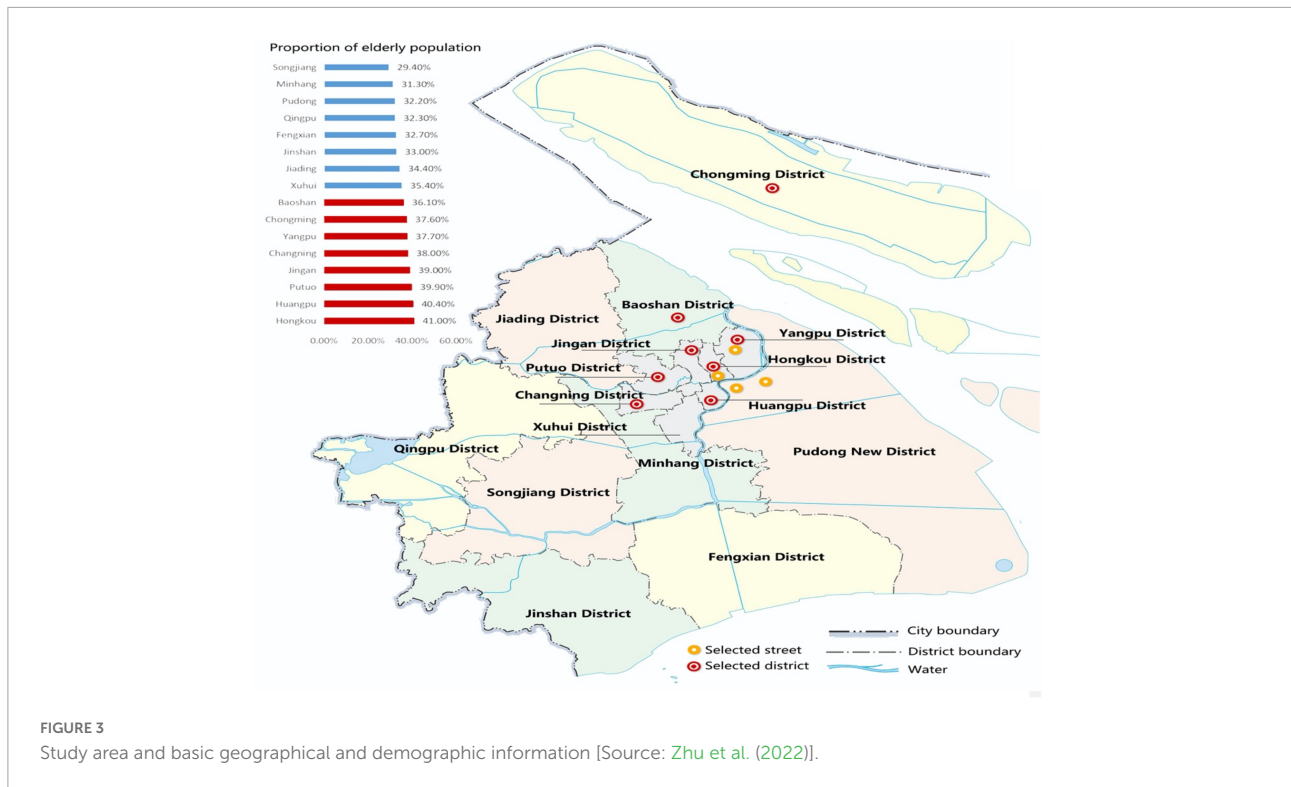 Proportion of elderly population
Songjiang 29.40%
Minhang 31.30%
Pudong 32.20%
Qingpu 32.30%
Fengxian 32.70%
Jinshan 33.00%
Jiading 34.40%
Xuhui 35.40%
Baoshan 36.10%
Chongming 37.60%
Yangpu 37.70%
Changning 38.00%
Jingan 39.00%
Putuo 39.90%
Huangpu 40.40%
Hongkou 41.00%
0.00% 20.00% 40.00% 60.00%
Chongming District
Baoshan District
Jiading District
Yangpu District
Jingan District
Hongkou District
Putuo District
Changning District
Huangpu District
Xuhui District
Qingpu District
Minhang District
Pudong New District
Songjiang District
Fengxian District
Jinshan District
Selected street
Selected district
City boundary
District boundary
Water
FIGURE 3
Study area and basic geographical and demographic information [Source: Zhu et al. (2022)].